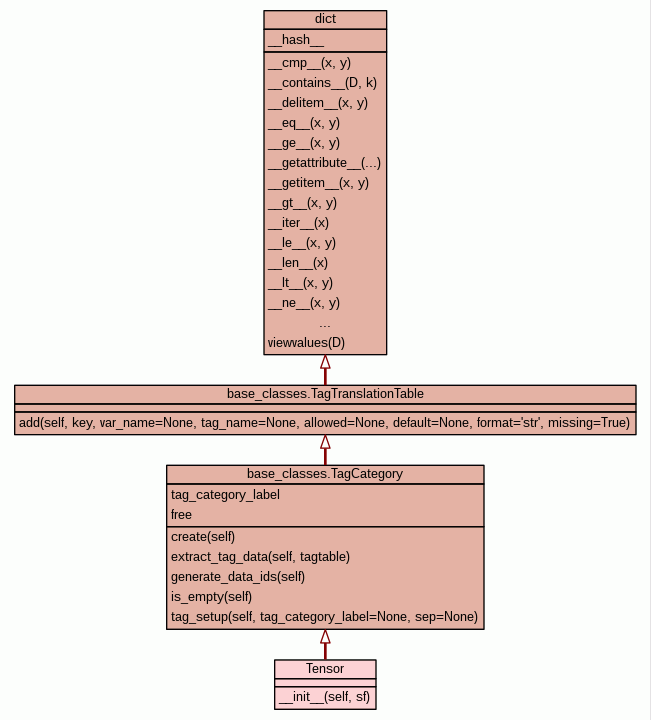 dict
__hash__
__cmp__(x, y)
__contains__(D, k)
__delitem__(x, y)
__eq__(x, y)
__ge__(x, y)
__getattribute__(...)
__getitem__(x, y)
__gt__(x, y)
__iter__(x)
__le__(x, y)
__len__(x)
__lt__(x, y)
__ne__(x, y)
...
viewvalues(D)
base_classes.TagTranslationTable
add(self, key, var_name=None, tag_name=None, allowed=None, default=None, format='str', missing=True)
base_classes.TagCategory
tag_category_label
free
create(self)
extract_tag_data(self, tagtable)
generate_data_ids(self)
is_empty(self)
tag_setup(self, tag_category_label=None, sep=None)
Tensor
__init__(self, sf)